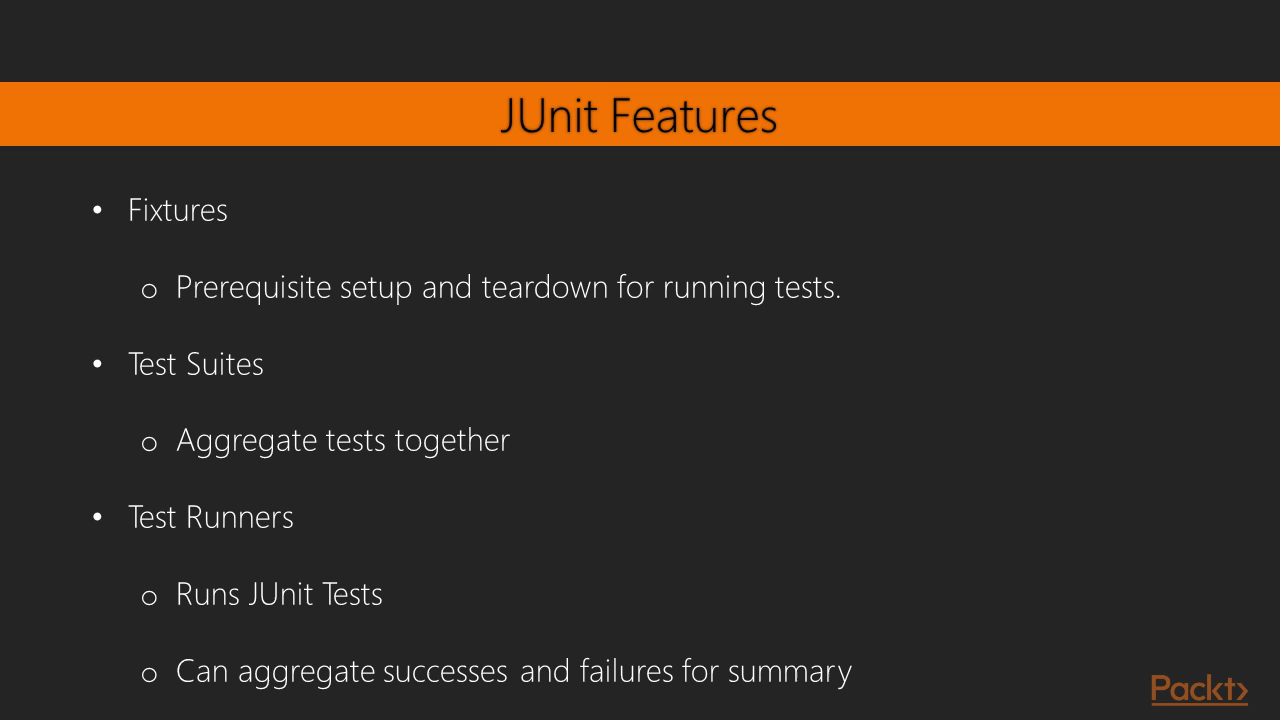 JUnit Features
• Fixtures
o Prerequisite setup and teardown for running tests.
• Test Suites
o Aggregate tests together
• Test Runners
o Runs JUnit Tests
o Can aggregate successes and failures for summary
Packt>